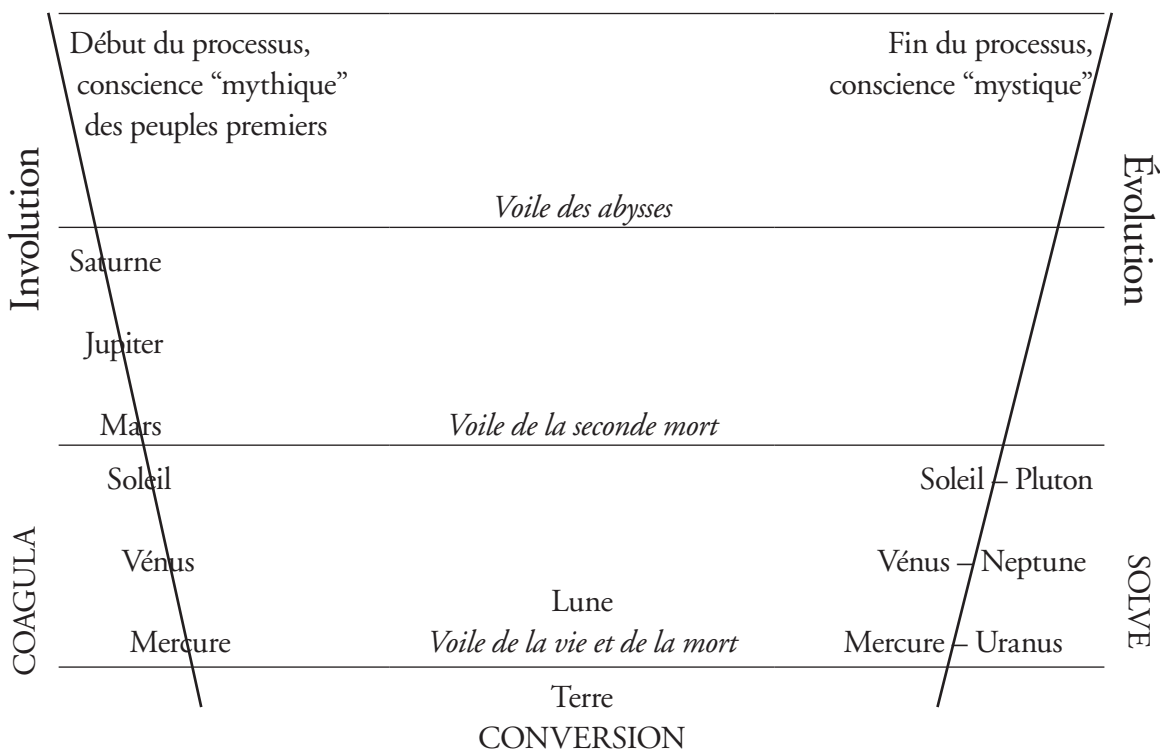 Début du processus,
conscience “mythique”
des peuples premiers
Fin du processus,
conscience “mystique”
Involution
Évolution
Voile des abysses
Saturne
Jupiter
Mars
Voile de la seconde mort
Soleil
Soleil – Pluton
Vénus
Vénus – Neptune
COAGULA
SOLVE
Lune
Mercure
Voile de la vie et de la mort
Mercure – Uranus
Terre
CONVERSION